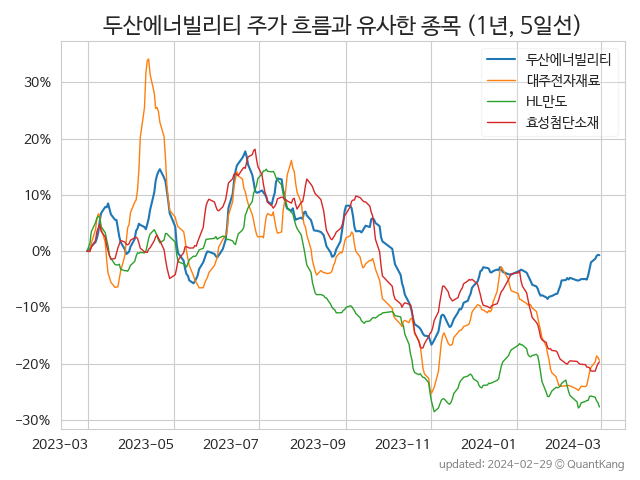 두산에너빌리티 주가 흐름과 유사한 종목 (1년, 5일선)
두산에너빌리티
대주전자재료
HL만도
효성첨단소재
30%
20%
10%
0%
−10%
−20%
−30%
2023-03 2023-05 2023-07 2023-09 2023-11 2024-01 2024-03
updated: 2024-02-29 © QuantKang